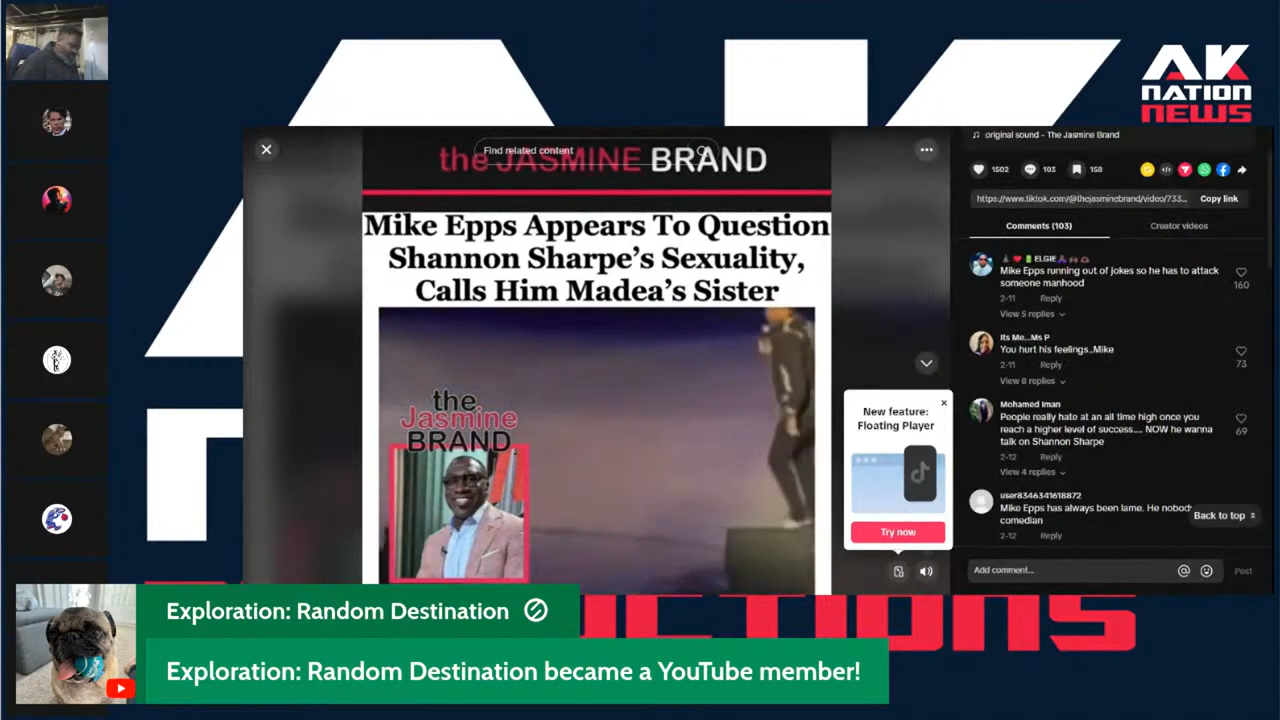 AK
NATION
NEWS
Find related content
the JASMINE BRAND
Mike Epps Appears To Question
Shannon Sharpe's Sexuality,
Calls Him Madea's Sister
the
Jasmine
BRAND
New feature:
Floating Player
Try now
original sound - The Jasmine Brand
1502
103
158
https://www.tiktok.com/@thejasminebrand/video/733...
Copy link
Comments (103)
Creator videos
ELGIE
Mike Epps running out of jokes so he has to attack
someone manhood
160
2-11 Reply
View 5 replies
Its Me...Ms P
You hurt his feelings,.Mike
73
2-11 Reply
View 8 replies
Mohamed Iman
People really hate at an all time high once you
reach a higher level of success.... NOW he wanna
talk on Shannon Sharpe
69
2-12 Reply
View 4 replies
user8346341618872
Mike Epps has always been lame. He nobod
comedian
2-12 Reply
Back to top
Add comment...
Post
Exploration: Random Destination
Exploration: Random Destination became a YouTube member!